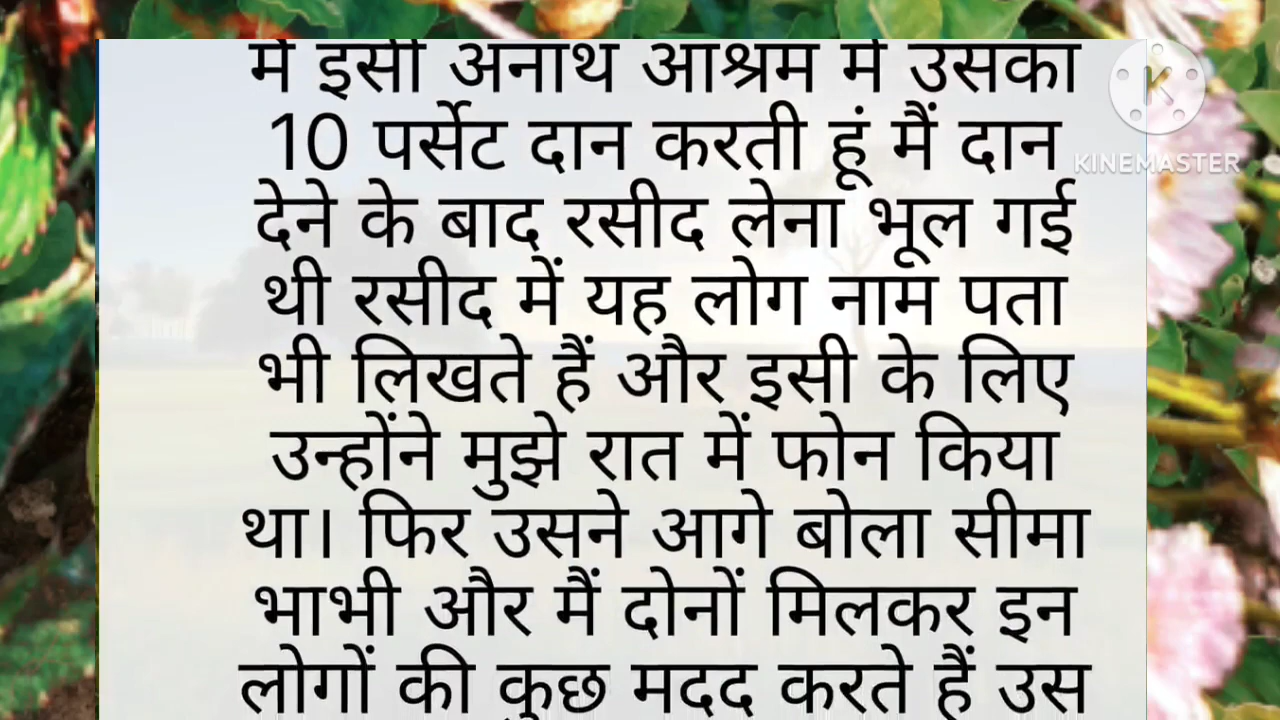 में इसी अनाथ आश्रम में उसका
10 पर्सेट दान करती हूं मैं दान
देने के बाद रसीद लेना भूल गई
थी रसीद में यह लोग नाम पता
भी लिखते हैं और इसी के लिए
उन्होंने मुझे रात में फोन किया
था। फिर उसने आगे बोला सीमा
भाभी और मैं दोनों मिलकर इन
लोगों की कुछ मदद करते हैं उस
K
KINEMASTER